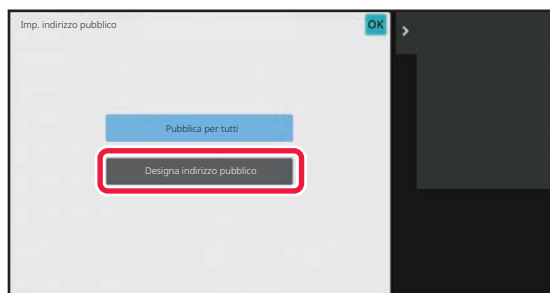 Imp. indirizzo pubblico
OK
Pubblica per tutti
Designa indirizzo pubblico